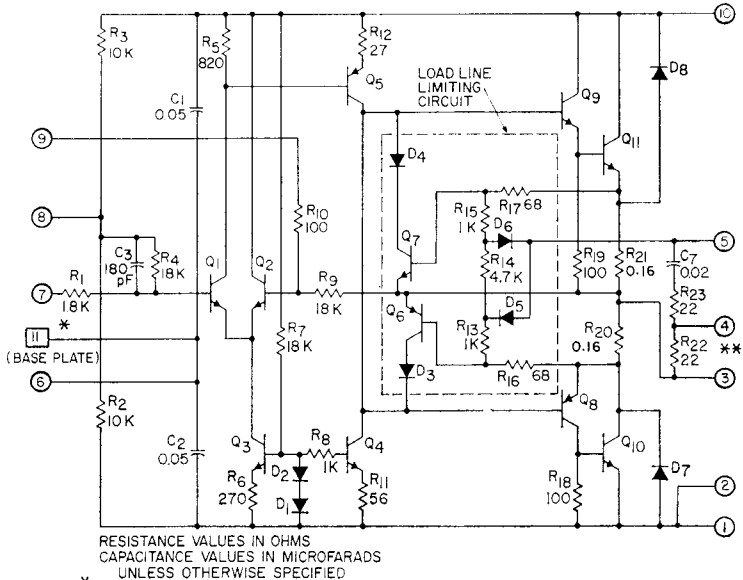 R3
10K
R5
820
R12
27
10
C1
0.05
Q5
LOAD LINE
LIMITING
CIRCUIT
Q9
D8
Q11
9
D4
8
R10
100
R15
1K
R17 68
D6
5
C3
180
pF
R4
18K
Q1
Q2
Q7
R14
4.7K
R19
100
R21
0.16
C7
0.02
7
R1
1.8K
R9
18K
R23
22
*
11
(BASE PLATE)
Q6
D5
R20
0.16
4
**
R7
18K
R13
1K
R22
22
6
D3
R16
68
3
R2
10K
Q8
C2
0.05
Q3
R8
1K
Q4
Q10
R6
270
D2
D1
R11
56
R18
100
D7
2
1
RESISTANCE VALUES IN OHMS
CAPACITANCE VALUES IN MICROFARADS
UNLESS OTHERWISE SPECIFIED
*